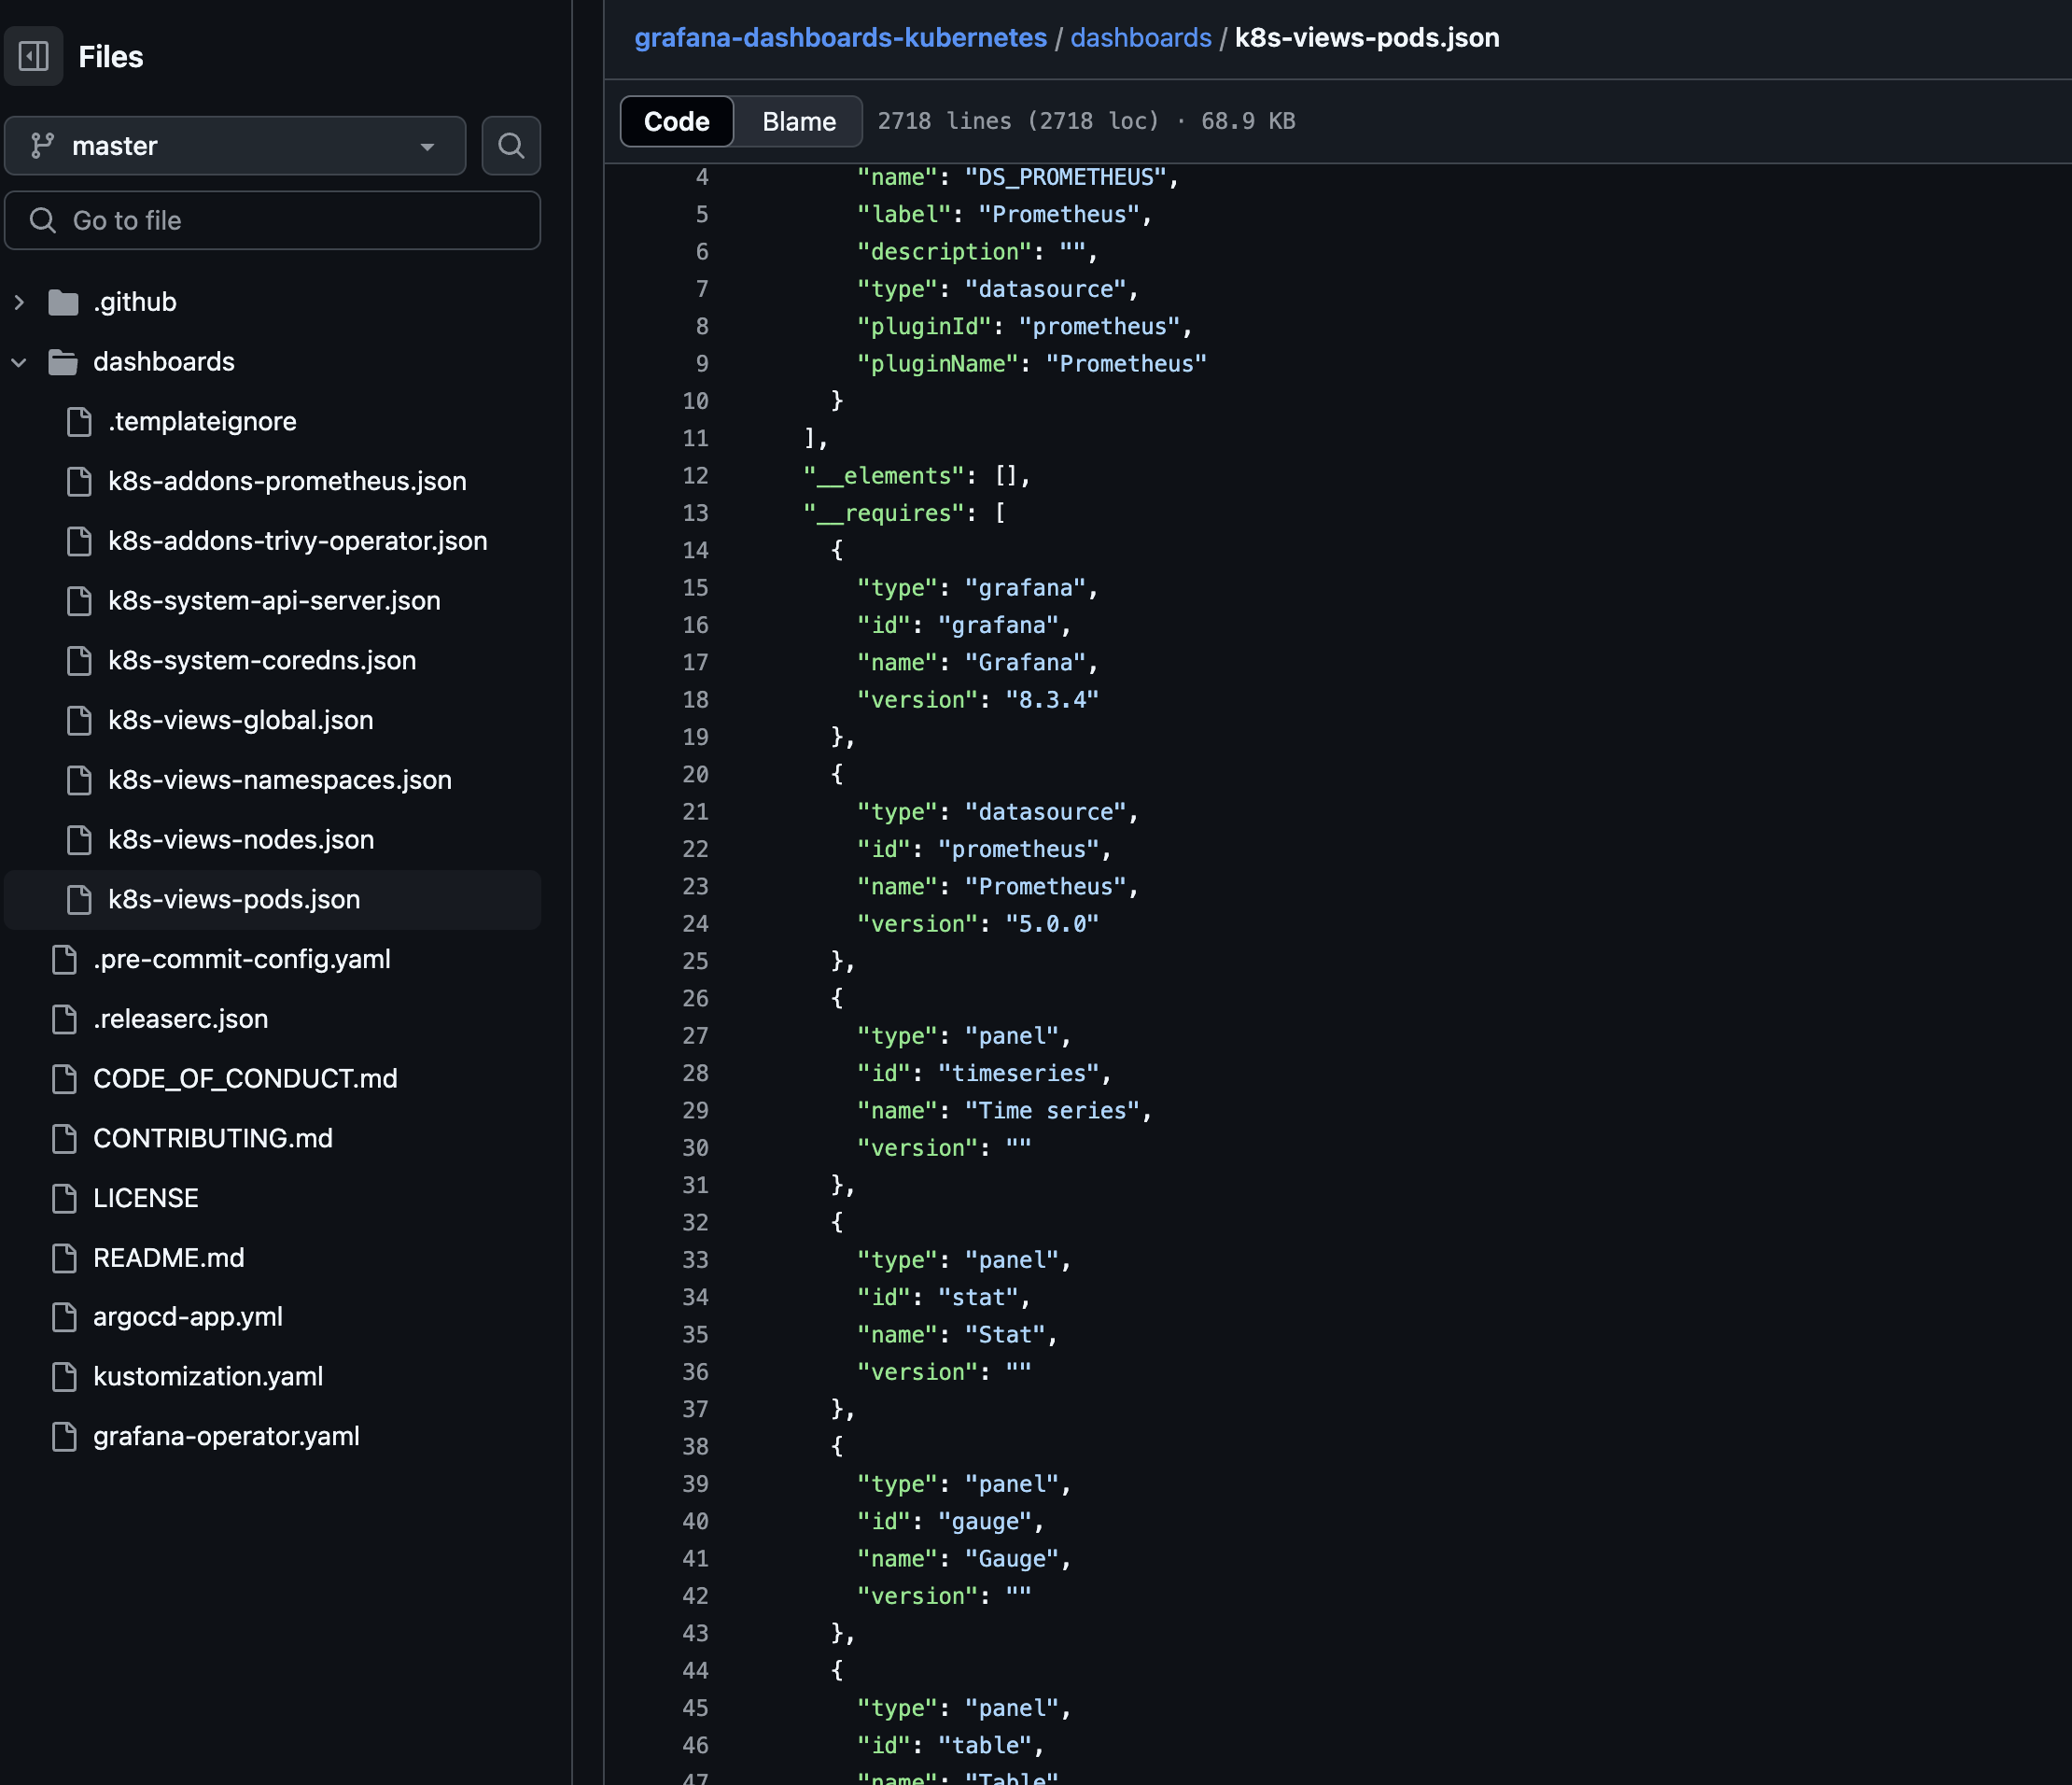 Files
master
Go to file
.github
dashboards
.templateignore
k8s-addons-prometheus.json
k8s-addons-trivy-operator.json
k8s-system-api-server.json
k8s-system-coredns.json
k8s-views-global.json
k8s-views-namespaces.json
k8s-views-nodes.json
k8s-views-pods.json
.pre-commit-config.yaml
.releaserc.json
CODE_OF_CONDUCT.md
CONTRIBUTING.md
LICENSE
README.md
argocd-app.yml
kustomization.yaml
grafana-operator.yaml
grafana-dashboards-kubernetes / dashboards / k8s-views-pods.json
Code Blame 2718 lines (2718 loc) · 68.9 KB
4 "name": "DS_PROMETHEUS",
5 "label": "Prometheus",
6 "description": "",
7 "type": "datasource",
8 "pluginId": "prometheus",
9 "pluginName": "Prometheus"
10 }
11 ],
12 "__elements": [],
13 "__requires": [
14 {
15 "type": "grafana",
16 "id": "grafana",
17 "name": "Grafana",
18 "version": "8.3.4"
19 },
20 {
21 "type": "datasource",
22 "id": "prometheus",
23 "name": "Prometheus",
24 "version": "5.0.0"
25 },
26 {
27 "type": "panel",
28 "id": "timeseries",
29 "name": "Time series",
30 "version": ""
31 },
32 {
33 "type": "panel",
34 "id": "stat",
35 "name": "Stat",
36 "version": ""
37 },
38 {
39 "type": "panel",
40 "id": "gauge",
41 "name": "Gauge",
42 "version": ""
43 },
44 {
45 "type": "panel",
46 "id": "table",
47 "name": "Table"